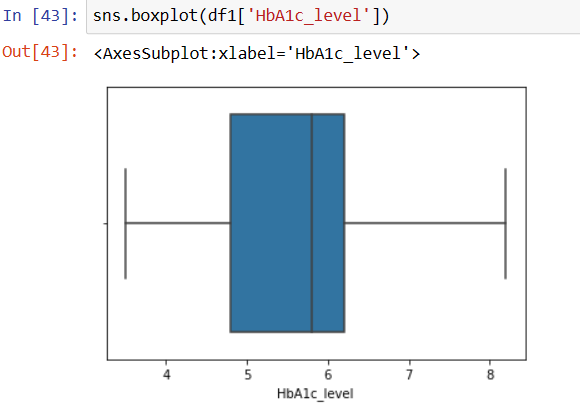 In [43]: sns.boxplot(df1['HbA1c_level'])
Out[43]: <AxesSubplot:xlabel='HbA1c_level'>
4 5 6 7 8
HbA1c_level